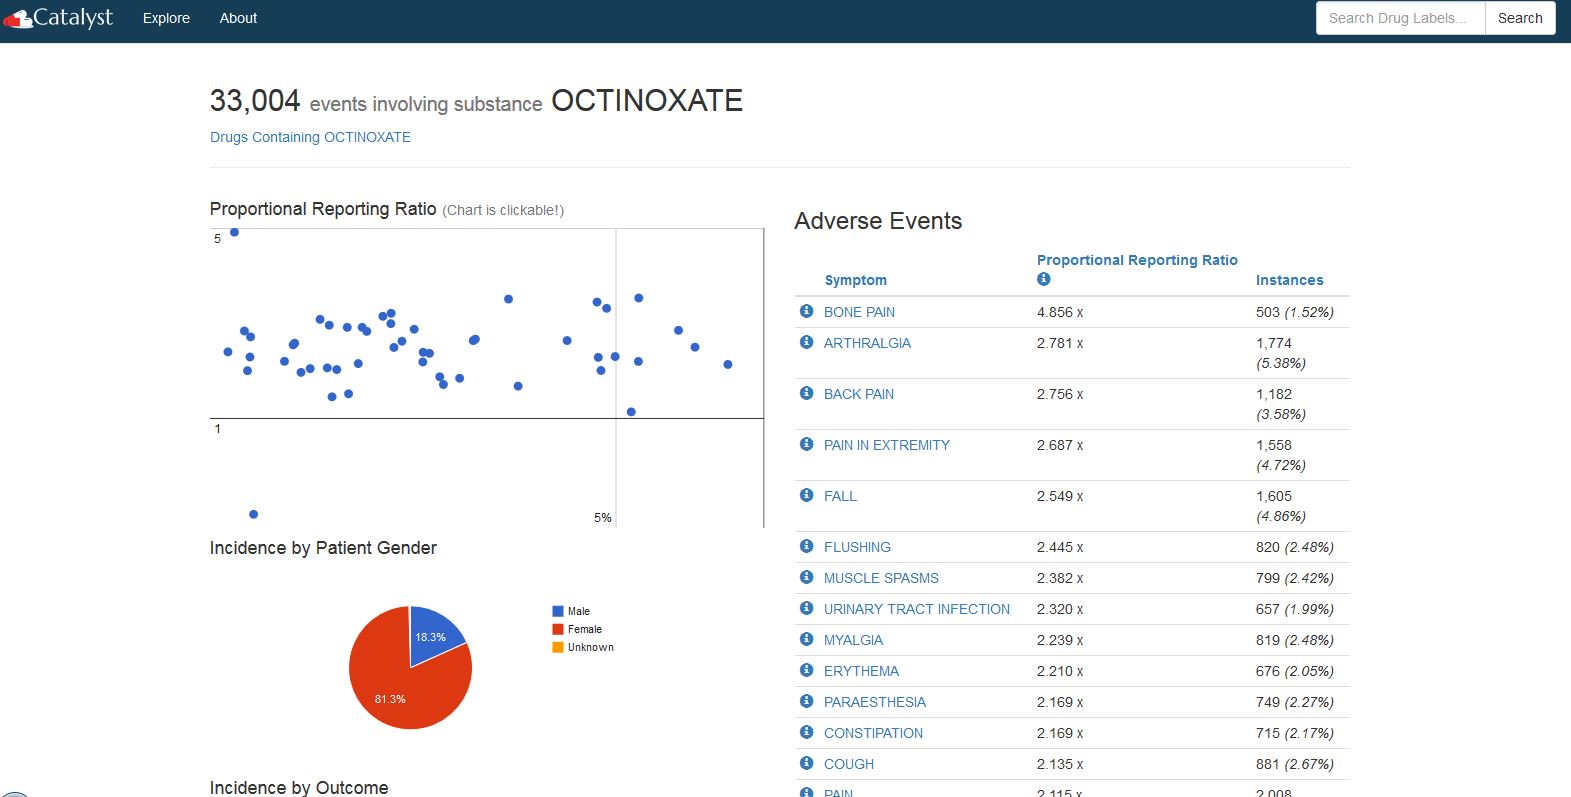 Catalyst Explore About Search Drug Labels... Search
33,004 events involving substance OCTINOXATE
Drugs Containing OCTINOXATE
Proportional Reporting Ratio (Chart is clickable!)
5
1
5%
Incidence by Patient Gender
18.3%
81.3%
Male
Female
Unknown
Incidence by Outcome
Adverse Events
Symptom Proportional Reporting Ratio Instances
BONE PAIN 4.856 x 503 (1.52%)
ARTHRALGIA 2.781 x 1,774
(5.38%)
BACK PAIN 2.756 x 1,182
(3.58%)
PAIN IN EXTREMITY 2.687 x 1,558
(4.72%)
FALL 2.549 x 1,605
(4.86%)
FLUSHING 2.445 x 820 (2.48%)
MUSCLE SPASMS 2.382 x 799 (2.42%)
URINARY TRACT INFECTION 2.320 x 657 (1.99%)
MYALGIA 2.239 x 819 (2.48%)
ERYTHEMA 2.210 x 676 (2.05%)
PARAESTHESIA 2.169 x 749 (2.27%)
CONSTIPATION 2.169 x 715 (2.17%)
COUGH 2.135 x 881 (2.67%)
PAIN 2.115 x 2,008